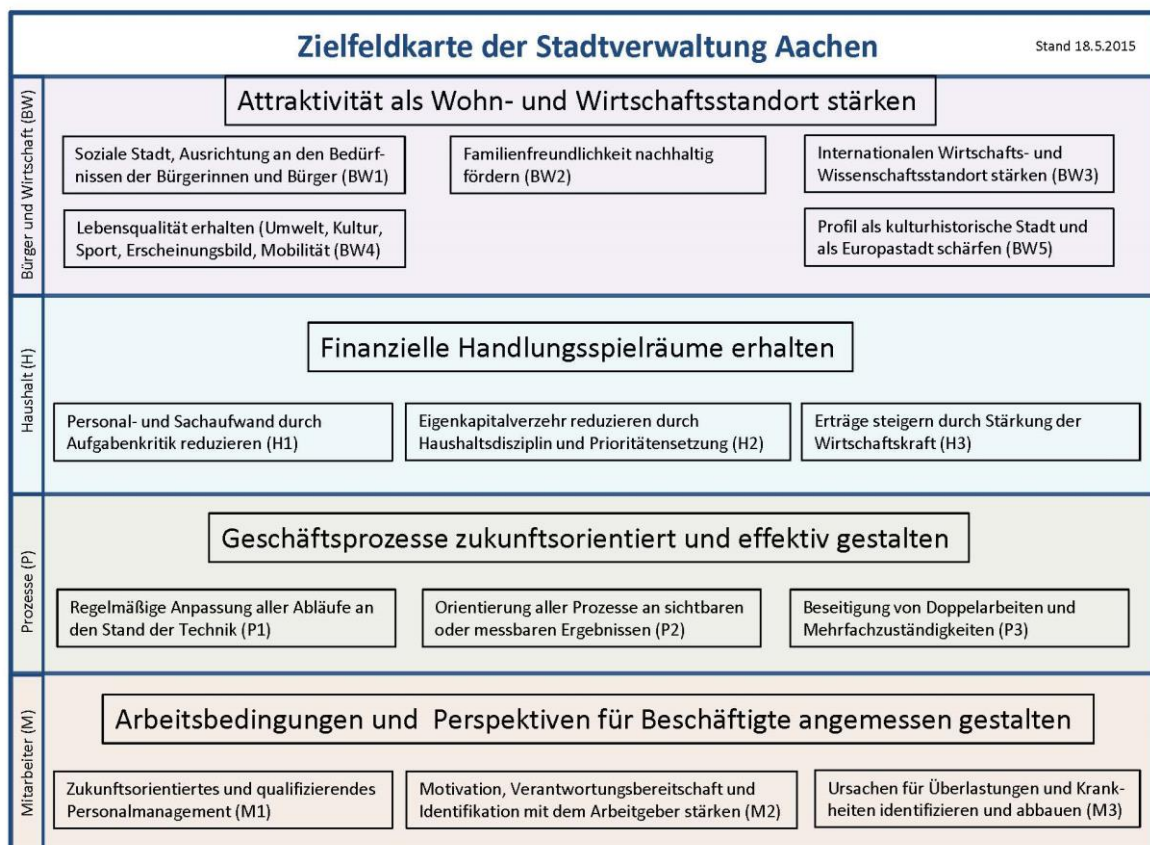 Zielfeldkarte der Stadtverwaltung Aachen
Stand 18.5.2015
Bürger und Wirtschaft (BW)
Attraktivität als Wohn- und Wirtschaftsstandort stärken
Soziale Stadt, Ausrichtung an den Bedürf-
nissen der Bürgerinnen und Bürger (BW1)
Familienfreundlichkeit nachhaltig
fördern (BW2)
Internationalen Wirtschafts- und
Wissenschaftsstandort stärken (BW3)
Lebensqualität erhalten (Umwelt, Kultur,
Sport, Erscheinungsbild, Mobilität (BW4)
Profil als kulturhistorische Stadt und
als Europastadt schärfen (BW5)
Haushalt (H)
Finanzielle Handlungsspielräume erhalten
Personal- und Sachaufwand durch
Aufgabenkritik reduzieren (H1)
Eigenkapitalverzehr reduzieren durch
Haushaltsdisziplin und Prioritätensetzung (H2)
Erträge steigern durch Stärkung der
Wirtschaftskraft (H3)
Prozesse (P)
Geschäftsprozesse zukunftsorientiert und effektiv gestalten
Regelmäßige Anpassung aller Abläufe an
den Stand der Technik (P1)
Orientierung aller Prozesse an sichtbaren
oder messbaren Ergebnissen (P2)
Beseitigung von Doppelarbeiten und
Mehrfachzuständigkeiten (P3)
Mitarbeiter (M)
Arbeitsbedingungen und Perspektiven für Beschäftigte angemessen gestalten
Zukunftsorientiertes und qualifizierendes
Personalmanagement (M1)
Motivation, Verantwortungsbereitschaft und
Identifikation mit dem Arbeitgeber stärken (M2)
Ursachen für Überlastungen und Krank-
heiten identifizieren und abbauen (M3)